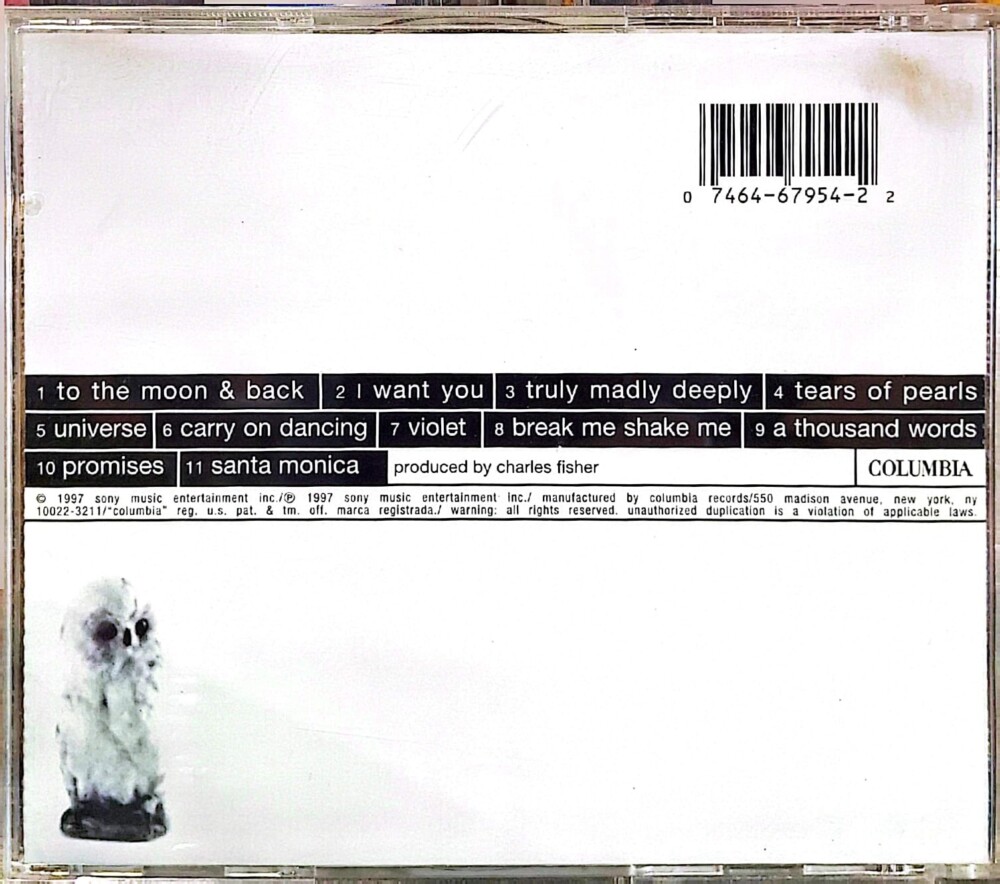 0 7464-67954-2 2
1 to the moon & back 2 I want you 3 truly madly deeply 4 tears of pearls
5 universe 6 carry on dancing 7 violet 8 break me shake me 9 a thousand words
10 promises 11 santa monica produced by charles fisher COLUMBIA
© 1997 sony music entertainment inc./℗ 1997 sony music entertainment inc./ manufactured by columbia records/550 madison avenue, new york, ny
10022-3211/"columbia" reg. u.s. pat. & tm. off. marca registrada./ warning: all rights reserved. unauthorized duplication is a violation of applicable laws.